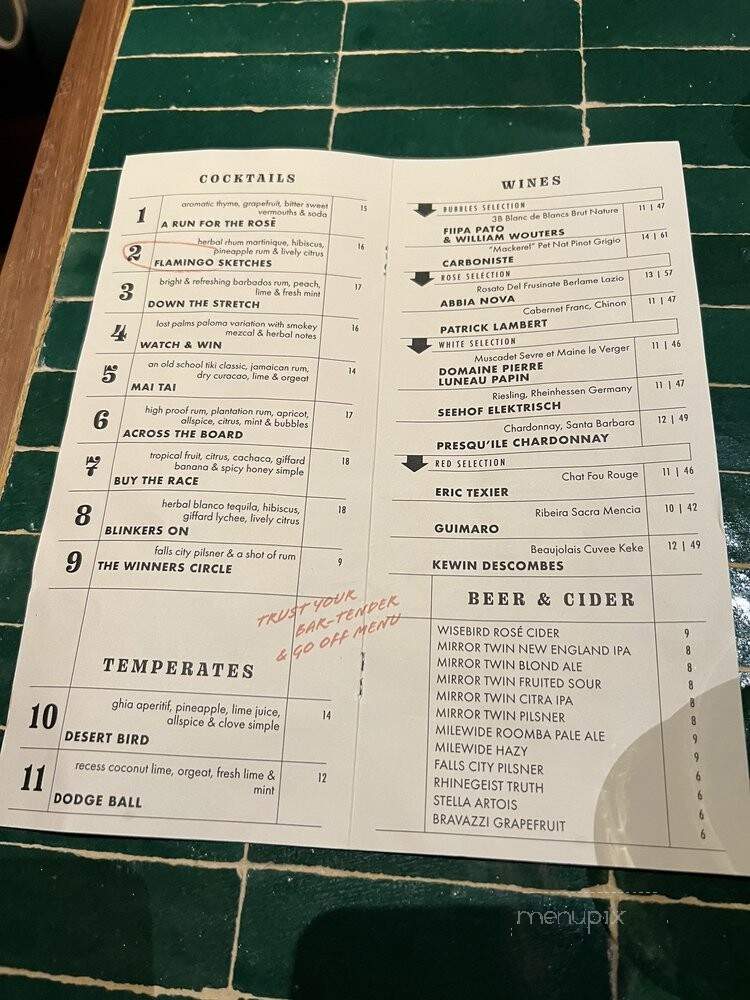 COCKTAILS
1
aromatic thyme, grapefruit, bitter sweet
vermouths & soda
15
A RUN FOR THE ROSÉ
2
herbal rhum martinique, hibiscus,
pineapple rum & lively citrus
16
FLAMINGO SKETCHES
3
bright & refreshing barbados rum, peach,
lime & fresh mint
17
DOWN THE STRETCH
4
lost palms paloma variation with smokey
mezcal & herbal notes
16
WATCH & WIN
5
an old school tiki classic, jamaican rum,
dry curacao, lime & orgeat
14
MAI TAI
6
high proof rum, plantation rum, apricot,
allspice, citrus, mint & bubbles
17
ACROSS THE BOARD
7
tropical fruit, citrus, cachaca, giffard
banana & spicy honey simple
18
BUY THE RACE
8
herbal blanco tequila, hibiscus,
giffard lychee, lively citrus
18
BLINKERS ON
9
falls city pilsner & a shot of rum
9
THE WINNERS CIRCLE
TRUST YOUR
BAR-TENDER
& GO OFF MENU
TEMPERATES
10
ghia aperitif, pineapple, lime juice,
allspice & clove simple
14
DESERT BIRD
11
recess coconut lime, orgeat, fresh lime &
mint
12
DODGE BALL
WINES
BUBBLES SELECTION
3B Blanc de Blancs Brut Nature
11 | 47
FIIPA PATO
& WILLIAM WOUTERS
"Mackerel" Pet Nat Pinot Grigio
14 | 61
CARBONISTE
ROSE SELECTION
Rosato Del Frusinate Berlame Lazio
13 | 57
ABBIA NOVA
Cabernet Franc, Chinon
11 | 47
PATRICK LAMBERT
WHITE SELECTION
Muscadet Sevre et Maine le Verger
11 | 46
DOMAINE PIERRE
LUNEAU PAPIN
Riesling, Rheinhessen Germany
11 | 47
SEEHOF ELEKTRISCH
Chardonnay, Santa Barbara
12 | 49
PRESQU'ILE CHARDONNAY
RED SELECTION
Chat Fou Rouge
11 | 46
ERIC TEXIER
Ribeira Sacra Mencia
10 | 42
GUIMARO
Beaujolais Cuvee Keke
12 | 49
KEWIN DESCOMBES
BEER & CIDER
WISEBIRD ROSÉ CIDER 9
MIRROR TWIN NEW ENGLAND IPA 8
MIRROR TWIN BLOND ALE 8
MIRROR TWIN FRUITED SOUR 8
MIRROR TWIN CITRA IPA 8
MIRROR TWIN PILSNER 8
MILEWIDE ROOMBA PALE ALE 9
MILEWIDE HAZY 9
FALLS CITY PILSNER 6
RHINEGEIST TRUTH 6
STELLA ARTOIS 6
BRAVAZZI GRAPEFRUIT 6
menupix